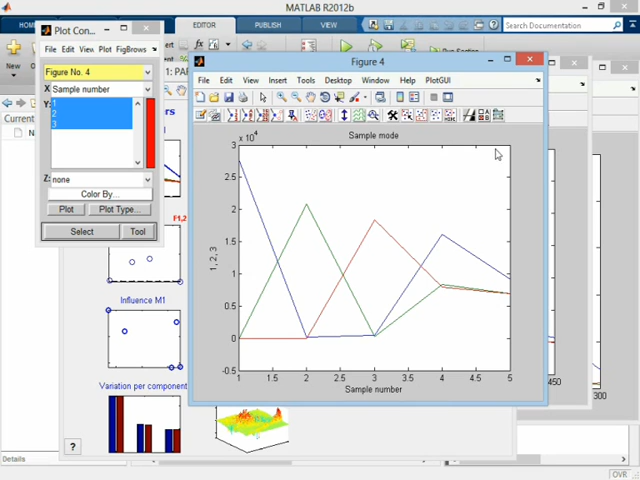 MATLAB R2012b
HOM
EDITOR
PUBLISH
VIEW
Search Documentation
Plot Con...
File Edit View Plot FigBrows
New
Figure No. 4
X Sample number
Y:
1
2
3
Z: none
Color By...
Plot
Plot Type...
Select
Tool
Current
N
Details
F1,2
Influence M1
Variation per component
?
Figure 4
File Edit View Insert Tools Desktop Window Help PlotGUI
Sample mode
x 10^4
3
2.5
2
1.5
1
0.5
0
-0.5
1, 2, 3
1 1.5 2 2.5 3 3.5 4 4.5 5
Sample number
450
300
OVR